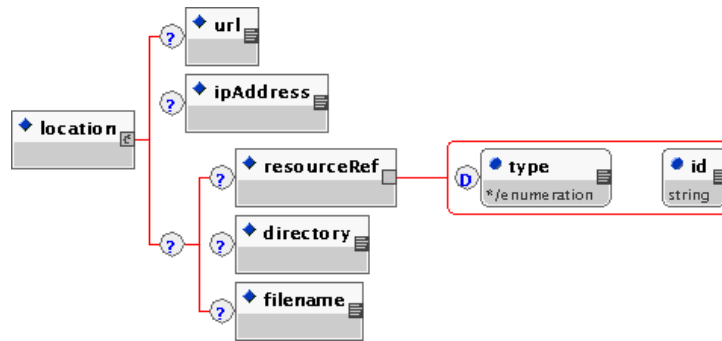 ? url
? ipAddress
location
? resourceRef
D type
*/enumeration
id
string
? ? directory
? filename